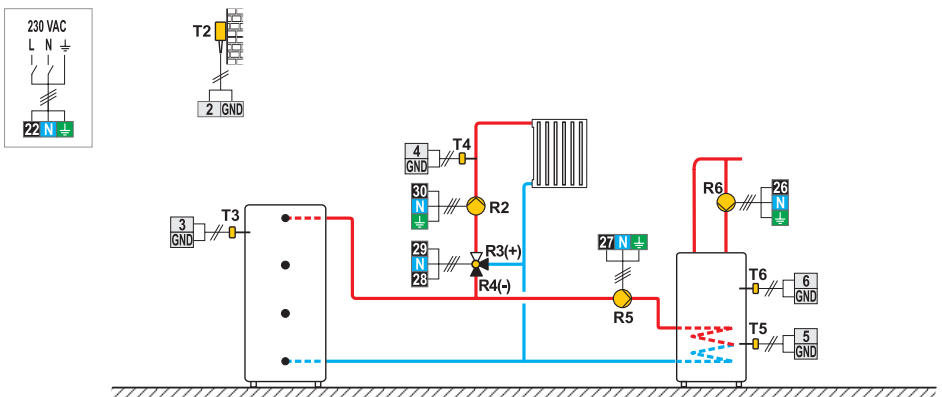 230 VAC
L N
22 N
T2
2 GND
4
GND
T4
30
N
R2
29
N
28
R3(+)
R4(-)
3
GND
T3
27 N
R5
R6
26
N
T6
6
GND
T5
5
GND